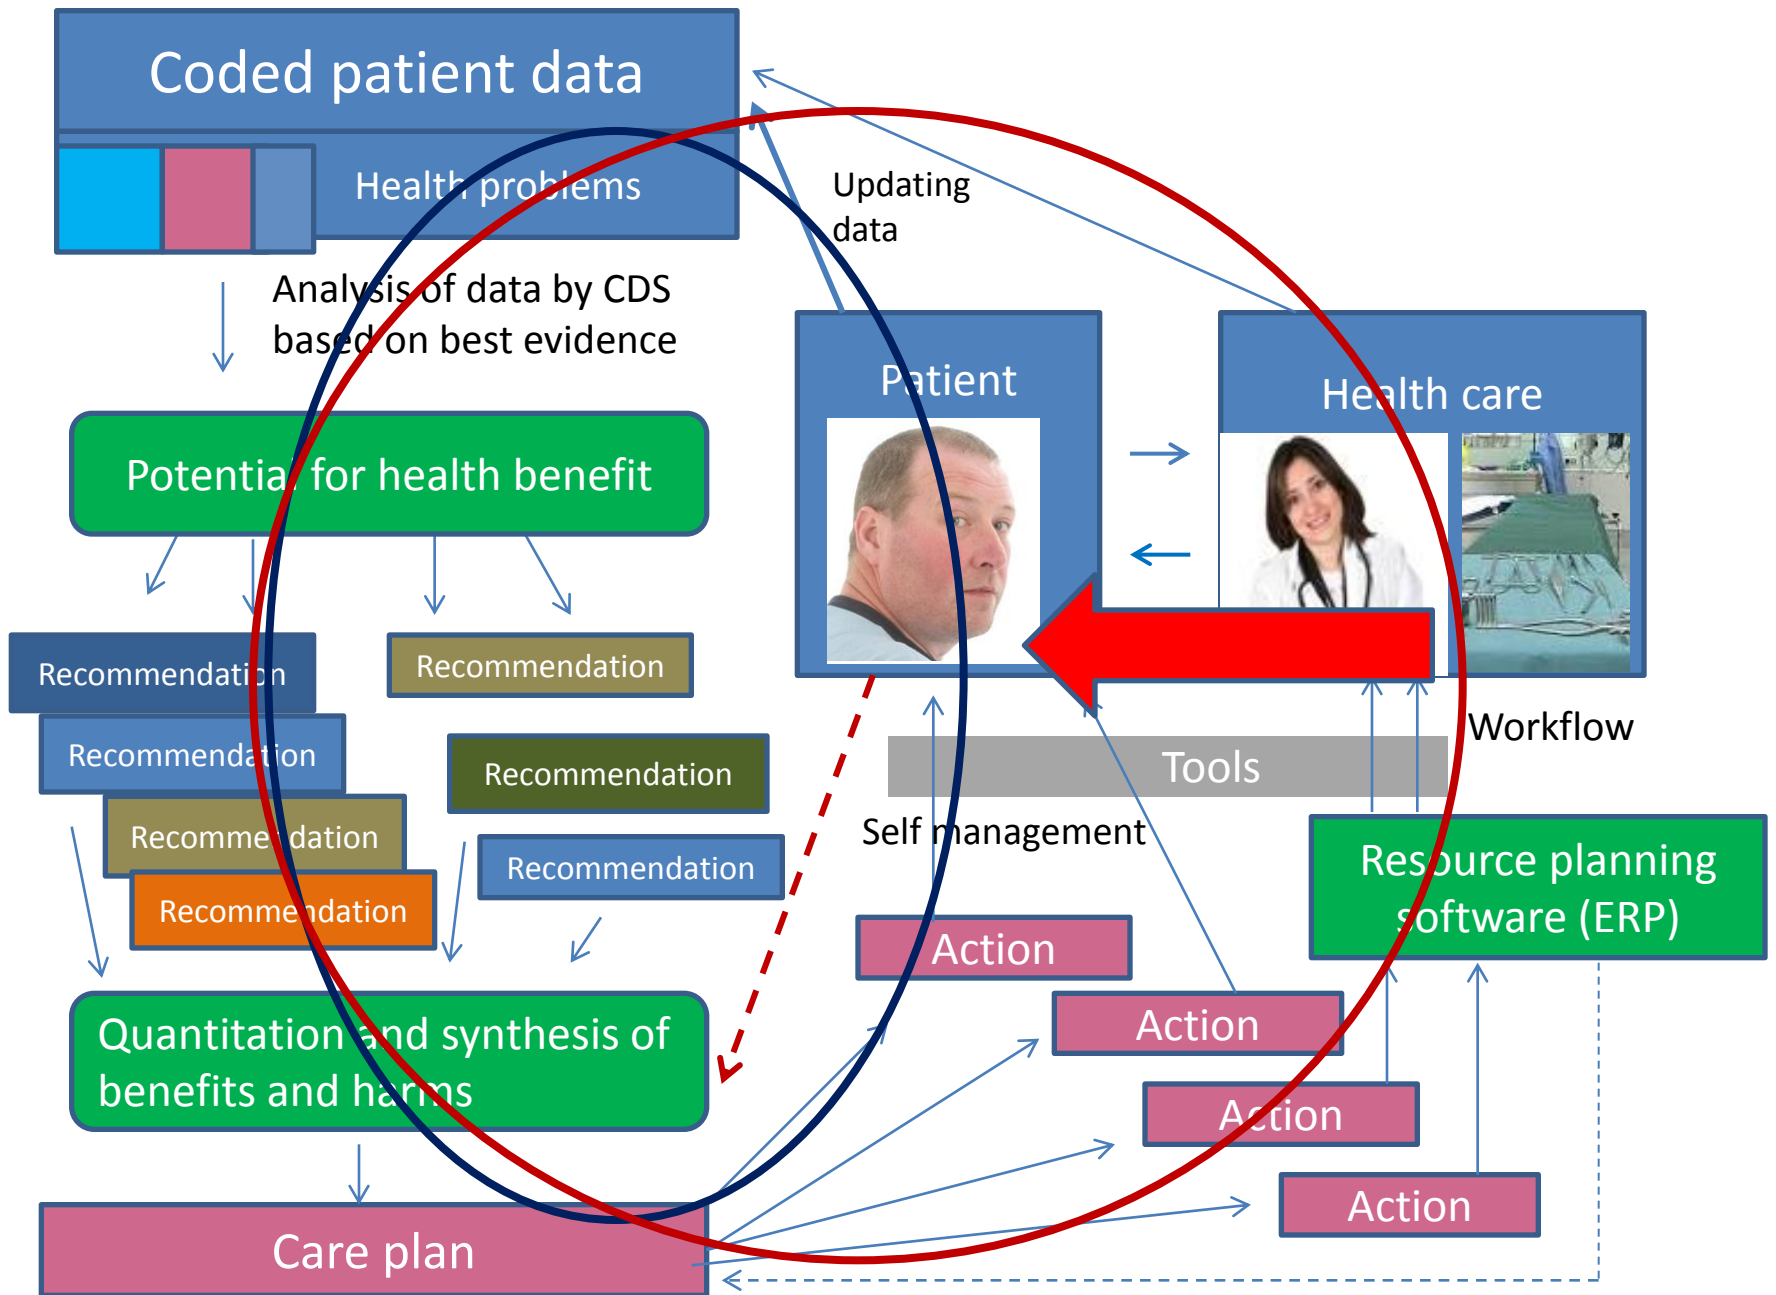 Coded patient data
Health problems
Updating
data
Analysis of data by CDS
based on best evidence
Patient
Health care
Potential for health benefit
Recommendation
Recommendation
Recommendation
Recommendation
Recommendation
Recommendation
Recommendation
Workflow
Tools
Self management
Resource planning
software (ERP)
Action
Action
Action
Action
Quantitation and synthesis of
benefits and harms
Care plan